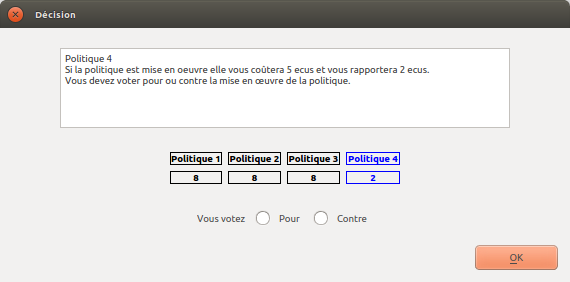 Décision
Politique 4
Si la politique est mise en oeuvre elle vous coûtera 5 ecus et vous rapportera 2 ecus.
Vous devez voter pour ou contre la mise en œuvre de la politique.
Politique 1 Politique 2 Politique 3 Politique 4
8 8 8 2
Vous votez Pour Contre
OK